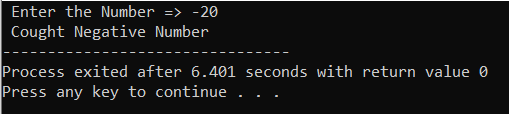 Enter the Number => -20
Cought Negative Number
--------------------------------
Process exited after 6.401 seconds with return value 0
Press any key to continue . . .